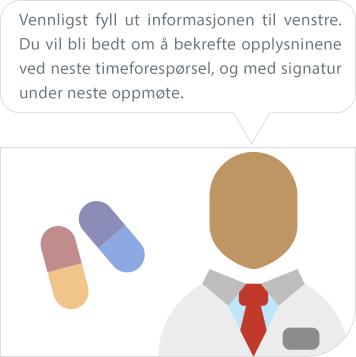 Vennligst fyll ut informasjonen til venstre.
Du vil bli bedt om å bekrefte opplysninene
ved neste timeforespørsel, og med signatur
under neste oppmøte.